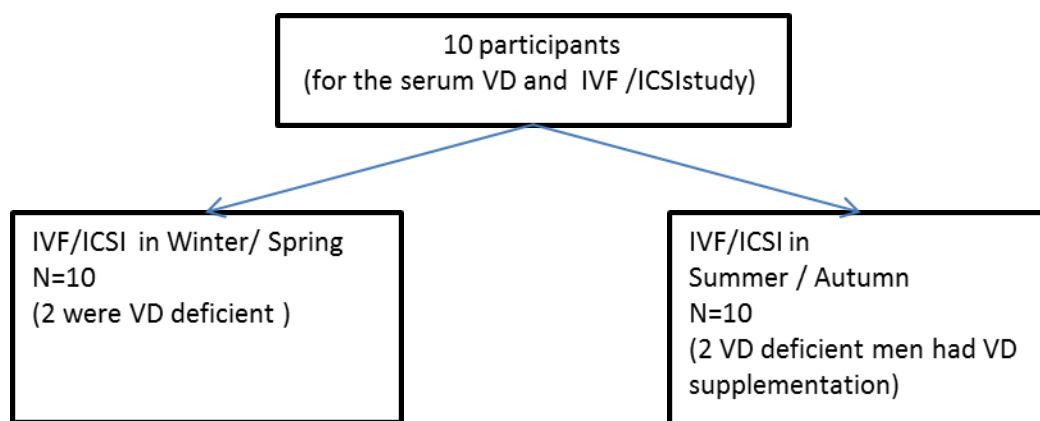 10 participants
(for the serum VD and IVF /ICSIstudy)
IVF/ICSI in Winter/ Spring
N=10
(2 were VD deficient )
IVF/ICSI in
Summer / Autumn
N=10
(2 VD deficient men had VD
supplementation)